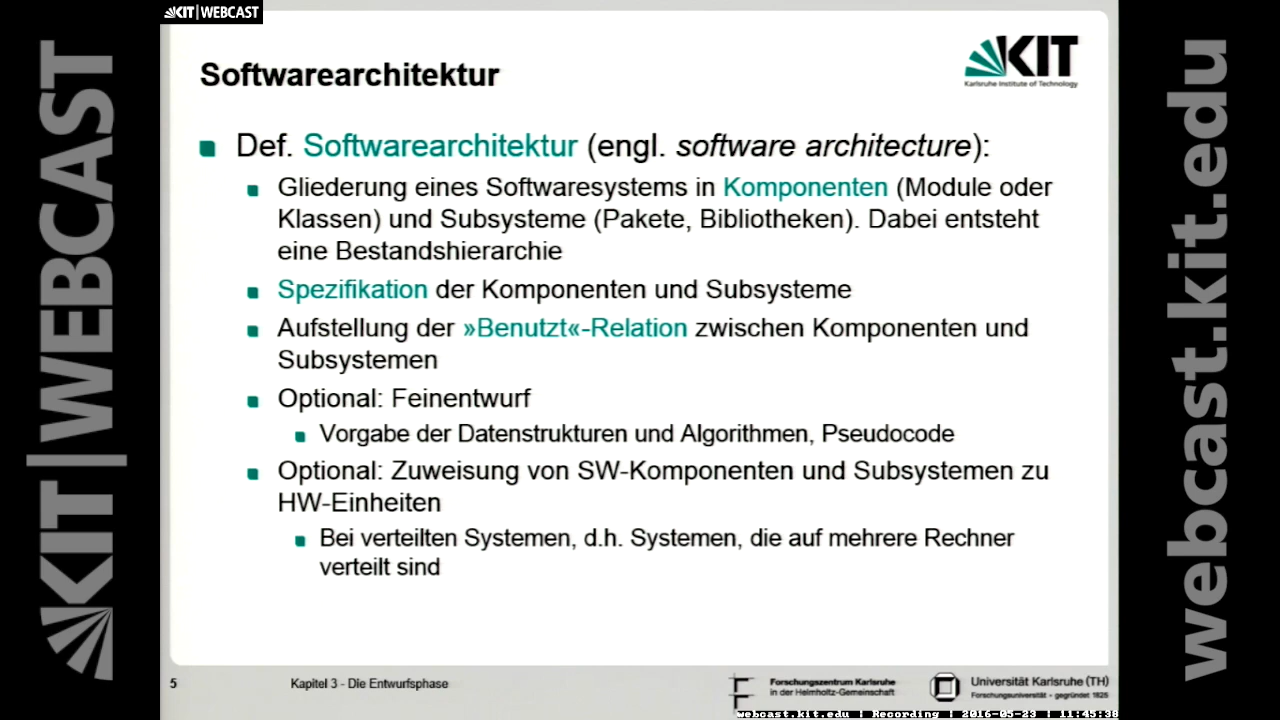 KIT|WEBCAST
KIT|WEBCAST
webcast.kit.edu
Softwarearchitektur
KIT
Karlsruhe Institute of Technology
Def. Softwarearchitektur (engl. software architecture):
Gliederung eines Softwaresystems in Komponenten (Module oder
Klassen) und Subsysteme (Pakete, Bibliotheken). Dabei entsteht
eine Bestandshierarchie
Spezifikation der Komponenten und Subsysteme
Aufstellung der »Benutzt«-Relation zwischen Komponenten und
Subsystemen
Optional: Feinentwurf
Vorgabe der Datenstrukturen und Algorithmen, Pseudocode
Optional: Zuweisung von SW-Komponenten und Subsystemen zu
HW-Einheiten
Bei verteilten Systemen, d.h. Systemen, die auf mehrere Rechner
verteilt sind
5
Kapitel 3 - Die Entwurfsphase
Forschungszentrum Karlsruhe
in der Helmholtz-Gemeinschaft
Universität Karlsruhe (TH)
Forschungsuniversität • gegründet 1825
webcast.kit.edu | Recording | 2016-05-23 | 11:45:38